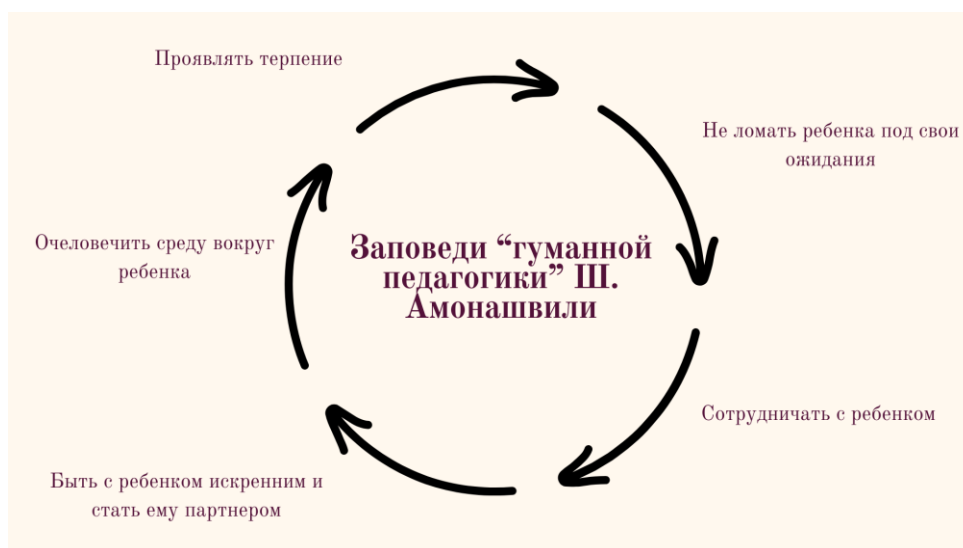 Проявлять терпение
Не ломать ребенка под свои
ожидания
Очеловечить среду вокруг
ребенка
Заповеди “гуманной
педагогики” Ш.
Амонашвили
Сотрудничать с ребенком
Быть с ребенком искренним и
стать ему партнером